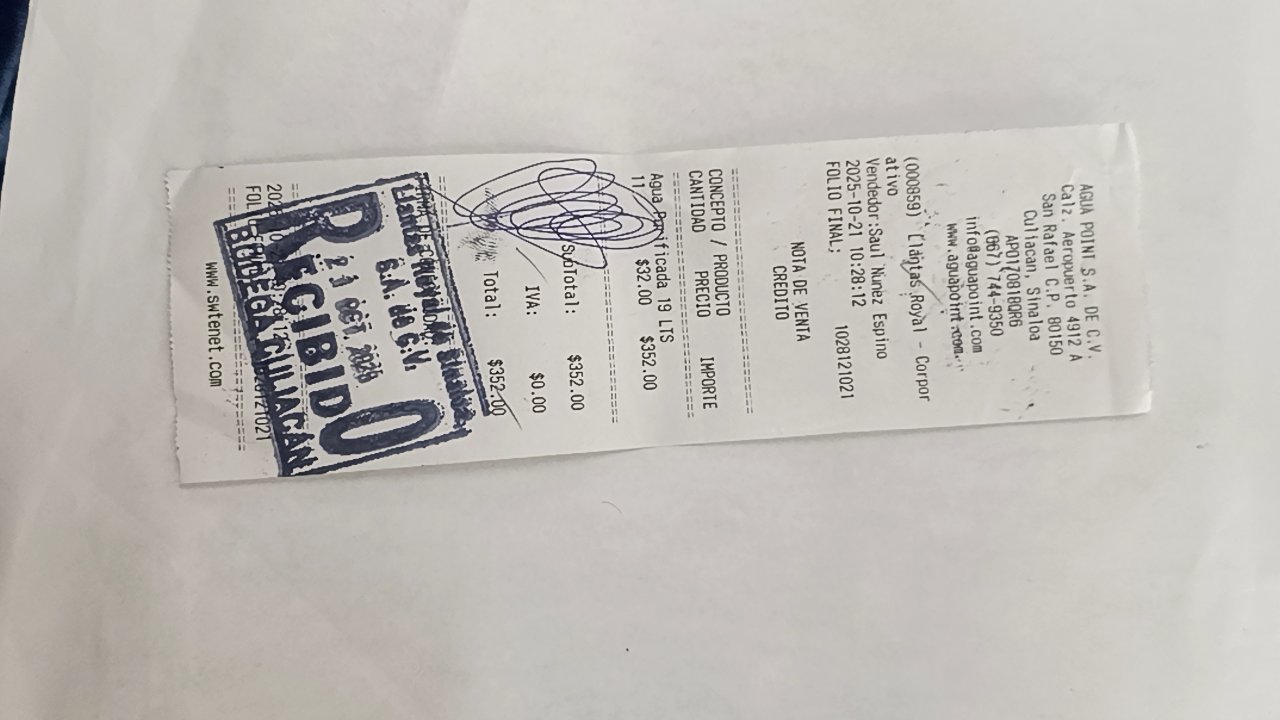 AGUA POINT S.A. DE C.V.
Calz. Aeropuerto 4912 A
San Rafael C.P. 80150
Culiacan, Sinaloa
APO170818QR6
(667) 744-9350
info@aguapoint.com
www.aguapoint.com.
(000859) Llantas Royal - Corpor
ativo
Vendedor:Saul Nunez Espino
2025-10-21 10:28:12
FOLIO FINAL; 1028121021
NOTA DE VENTA
CREDITO
CONCEPTO / PRODUCTO
CANTIDAD PRECIO IMPORTE
Agua Purificada 19 LTS
11 $32.00 $352.00
SubTotal: $352.00
IVA: $0.00
Total: $352.00
Llantas Royal de Sinaloa
S.A. de C.V.
21 OCT. 2025
RECIBIDO
BODEGA CULIACAN
www.swtenet.com